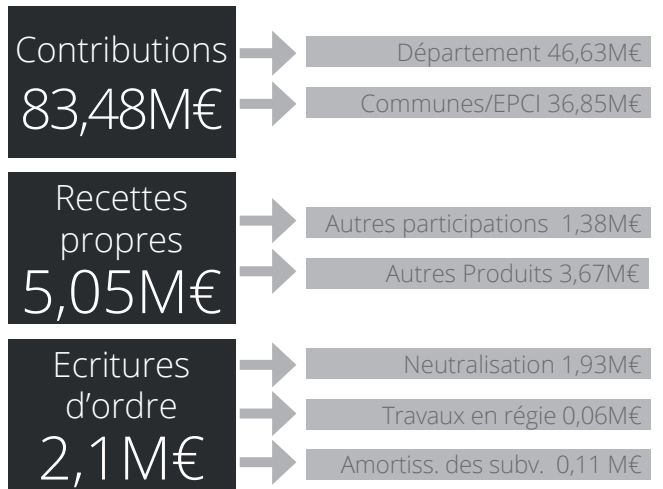 Contributions
83,48M€
Département 46,63M€
Communes/EPCI 36,85M€
Recettes
propres
5,05M€
Autres participations 1,38M€
Autres Produits 3,67M€
Ecritures
d'ordre
2,1M€
Neutralisation 1,93M€
Travaux en régie 0,06M€
Amortiss. des subv. 0,11 M€